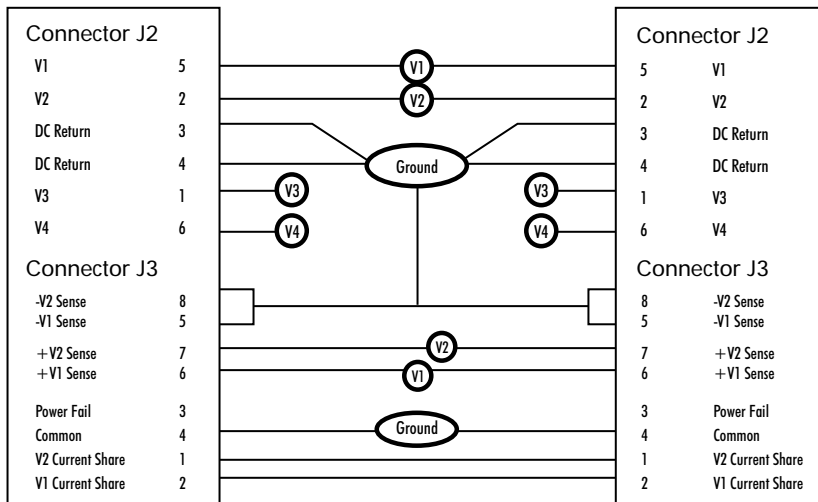 Connector J2
V1 5
V2 2
DC Return 3
DC Return 4
V3 1
V4 6
Connector J3
-V2 Sense 8
-V1 Sense 5
+V2 Sense 7
+V1 Sense 6
Power Fail 3
Common 4
V2 Current Share 1
V1 Current Share 2
V1
V2
Ground
V3
V3
V4
V4
V2
V1
Ground
Connector J2
5 V1
2 V2
3 DC Return
4 DC Return
1 V3
6 V4
Connector J3
8 -V2 Sense
5 -V1 Sense
7 +V2 Sense
6 +V1 Sense
3 Power Fail
4 Common
1 V2 Current Share
2 V1 Current Share